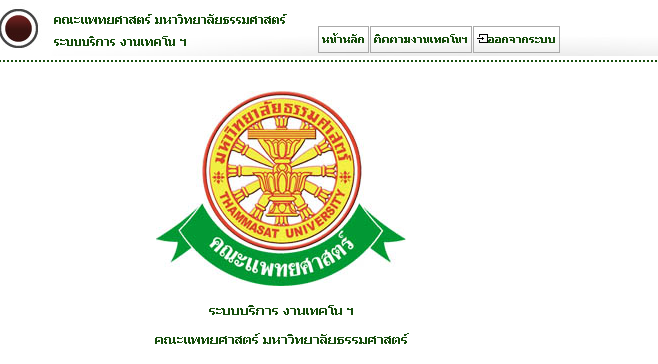 คณะแพทยศาสตร์ มหาวิทยาลัยธรรมศาสตร์
ระบบบริการ งานเทคโน ฯ
หน้าหลัก ติดตามงานเทคโนฯ ออกจากระบบ
มหาวิทยาลัยธรรมศาสตร์
THAMMASAT UNIVERSITY
คณะแพทยศาสตร์
ระบบบริการ งานเทคโน ฯ
คณะแพทยศาสตร์ มหาวิทยาลัยธรรมศาสตร์